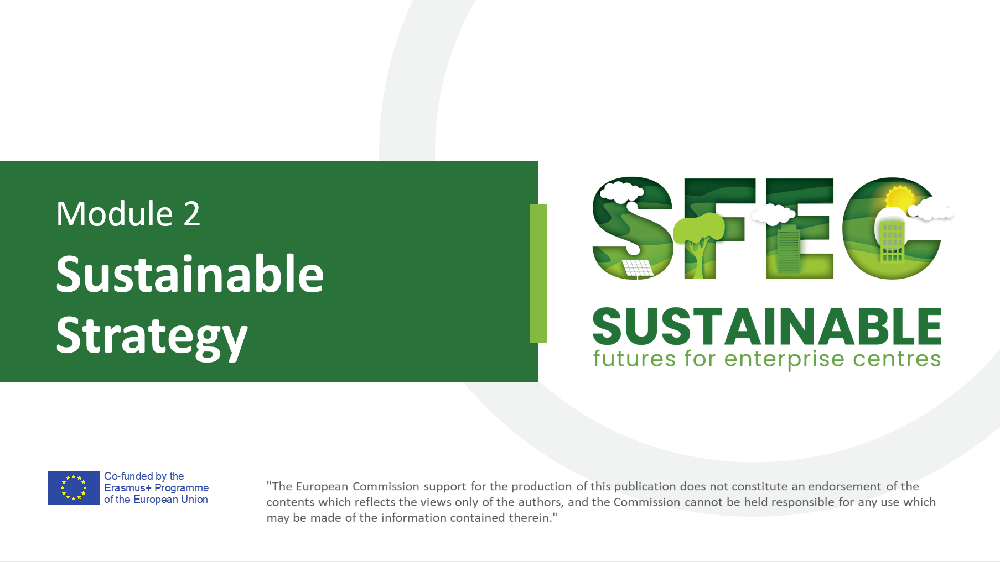 Module 2
Sustainable
Strategy
SFEC
SUSTAINABLE
futures for enterprise centres
Co-funded by the
Erasmus+ Programme
of the European Union
"The European Commission support for the production of this publication does not constitute an endorsement of the
contents which reflects the views only of the authors, and the Commission cannot be held responsible for any use which
may be made of the information contained therein."